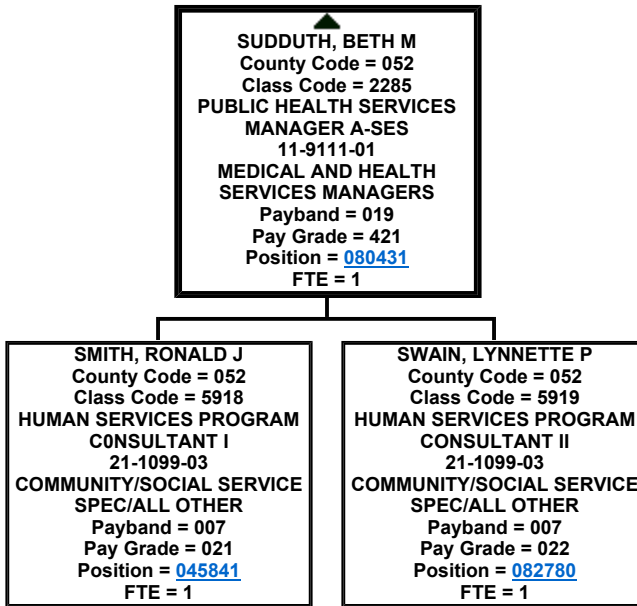 SUDDUTH, BETH M
County Code = 052
Class Code = 2285
PUBLIC HEALTH SERVICES
MANAGER A-SES
11-9111-01
MEDICAL AND HEALTH
SERVICES MANAGERS
Payband = 019
Pay Grade = 421
Position = 080431
FTE = 1
SMITH, RONALD J
County Code = 052
Class Code = 5918
HUMAN SERVICES PROGRAM
C0NSULTANT I
21-1099-03
COMMUNITY/SOCIAL SERVICE
SPEC/ALL OTHER
Payband = 007
Pay Grade = 021
Position = 045841
FTE = 1
SWAIN, LYNNETTE P
County Code = 052
Class Code = 5919
HUMAN SERVICES PROGRAM
CONSULTANT II
21-1099-03
COMMUNITY/SOCIAL SERVICE
SPEC/ALL OTHER
Payband = 007
Pay Grade = 022
Position = 082780
FTE = 1